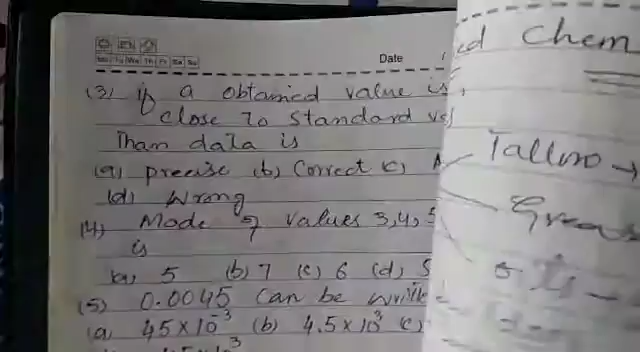 Date /
(3) if a obtained value is
close to standard
Than data is
(a) precise (b) Correct (c) A
(d) Wrong
(4) Mode of values 3,4,5
is
(a) 5 (b) 7 (c) 6 (d)
(5) 0.0045 can be
(a) 45×10⁻³ (b) 4.5×10³ (c)
ed Chem
Tallow →